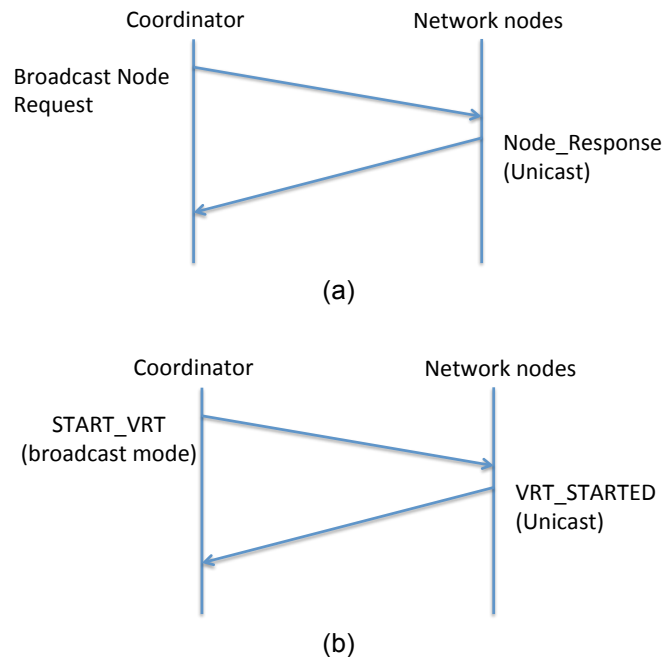 Coordinator
Network nodes
Broadcast Node
Request
Node_Response
(Unicast)
(a)
Coordinator
Network nodes
START_VRT
(broadcast mode)
VRT_STARTED
(Unicast)
(b)